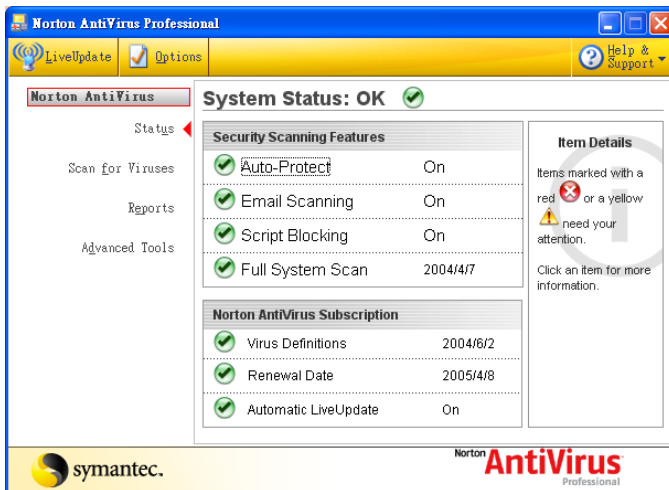 Norton AntiVirus Professional
LiveUpdate
Options
Help &
Support
Norton AntiVirus
Status
Scan for Viruses
Reports
Advanced Tools
System Status: OK
Security Scanning Features
Auto-Protect On
Email Scanning On
Script Blocking On
Full System Scan 2004/4/7
Norton AntiVirus Subscription
Virus Definitions 2004/6/2
Renewal Date 2005/4/8
Automatic LiveUpdate On
Item Details
Items marked with a
red or a yellow
need your
attention.
Click an item for more
information.
symantec.
Norton AntiVirus
Professional